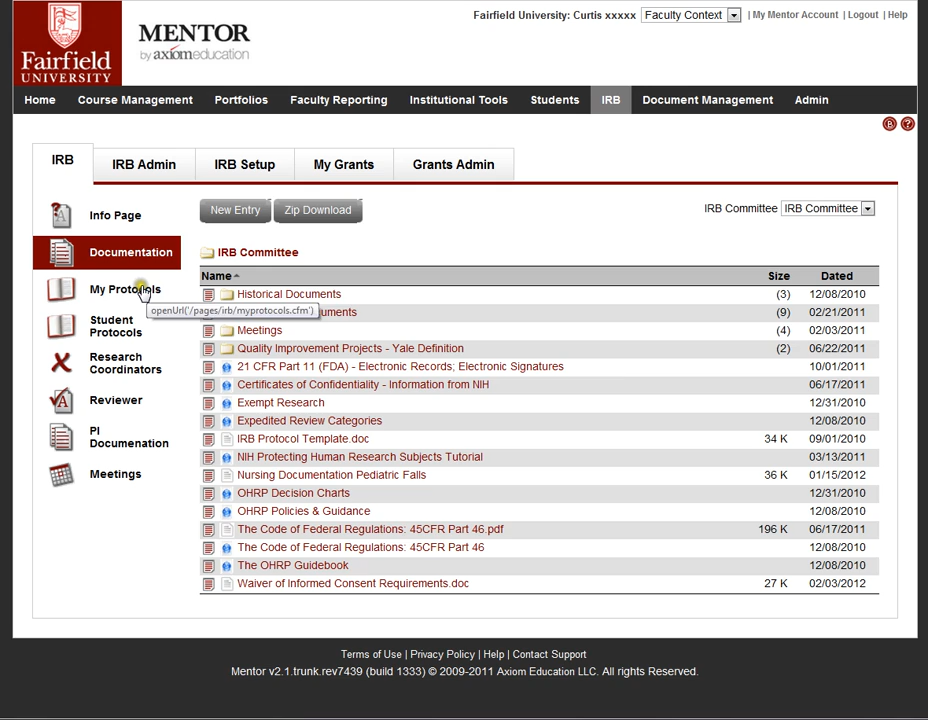 Fairfield UNIVERSITY
MENTOR
by axiomeducation
Fairfield University: Curtis xxxxx Faculty Context | My Mentor Account | Logout | Help
Home Course Management Portfolios Faculty Reporting Institutional Tools Students IRB Document Management Admin
B ?
IRB IRB Admin IRB Setup My Grants Grants Admin
Info Page
Documentation
My Protocols
Student Protocols
Research Coordinators
Reviewer
PI Documenation
Meetings
New Entry Zip Download IRB Committee IRB Committee
IRB Committee
Name Size Date
Historical Documents (3) 12/08/2010
openUrl('/pages/irb/myprotocols.cfm') uments (9) 02/21/2011
Meetings (4) 02/03/2011
Quality Improvement Projects - Yale Definition (2) 06/22/2011
21 CFR Part 11 (FDA) - Electronic Records; Electronic Signatures 10/01/2011
Certificates of Confidentiality - Information from NIH 06/17/2011
Exempt Research 12/31/2010
Expedited Review Categories 12/08/2010
IRB Protocol Template.doc 34 K 09/01/2010
NIH Protecting Human Research Subjects Tutorial 03/13/2011
Nursing Documentation Pediatric Falls 36 K 01/15/2012
OHRP Decision Charts 12/31/2010
OHRP Policies & Guidance 12/08/2010
The Code of Federal Regulations: 45CFR Part 46.pdf 196 K 06/17/2011
The Code of Federal Regulations: 45CFR Part 46 12/08/2010
The OHRP Guidebook 12/08/2010
Waiver of Informed Consent Requirements.doc 27 K 02/03/2012
Terms of Use | Privacy Policy | Help | Contact Support
Mentor v2.1.trunk.rev7439 (build 1333) © 2009-2011 Axiom Education LLC. All rights Reserved.